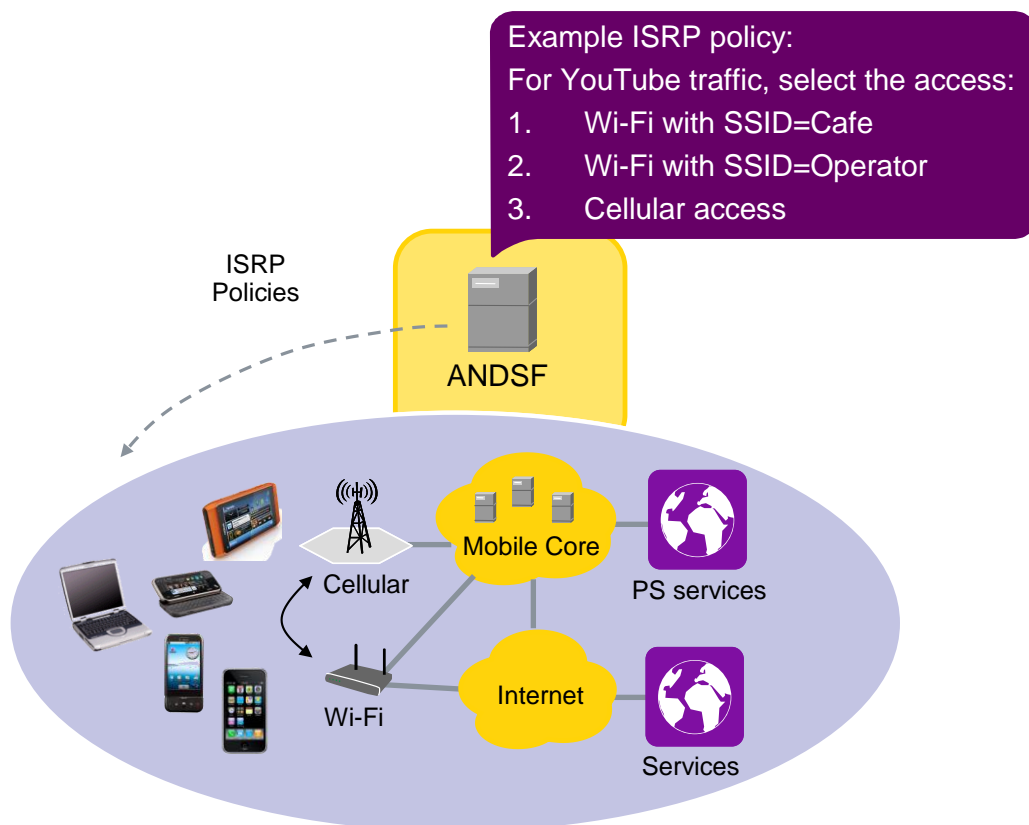 Example ISRP policy:
For YouTube traffic, select the access:
1. Wi-Fi with SSID=Cafe
2. Wi-Fi with SSID=Operator
3. Cellular access
ISRP
Policies
ANDSF
Mobile Core
Cellular
PS services
Internet
Wi-Fi
Services